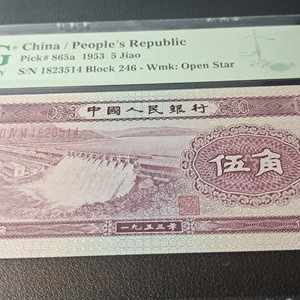 China / People's Republic
Pick# 865a 1953 5 Jiao
S/N 1823514 Block 246 - Wmk: Open Star
中國人民銀行
1823514
伍角
一九五三年